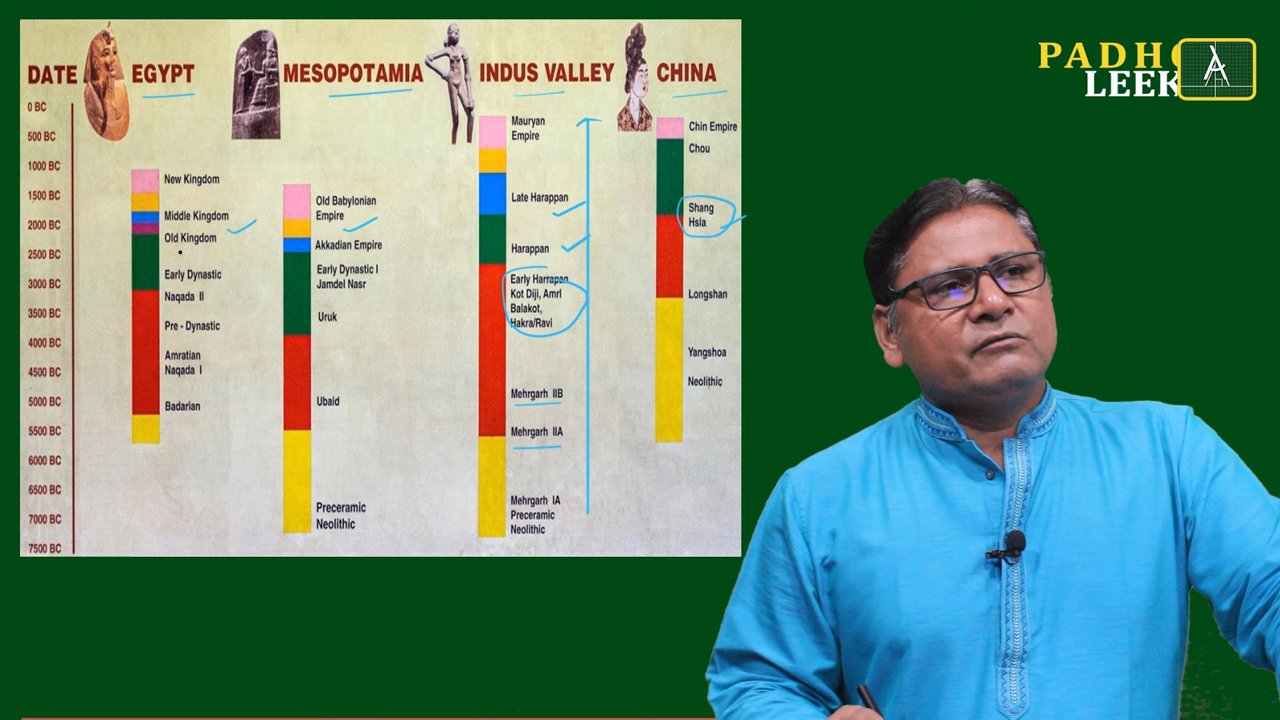 DATE
EGYPT
MESOPOTAMIA
INDUS VALLEY
CHINA
0 BC
500 BC
1000 BC
1500 BC
2000 BC
2500 BC
3000 BC
3500 BC
4000 BC
4500 BC
5000 BC
5500 BC
6000 BC
6500 BC
7000 BC
7500 BC
New Kingdom
Middle Kingdom
Old Kingdom
Early Dynastic
Naqada II
Pre - Dynastic
Amratian
Naqada I
Badarian
Old Babylonian
Empire
Akkadian Empire
Early Dynastic I
Jamdel Nasr
Uruk
Ubaid
Preceramic
Neolithic
Mauryan
Empire
Late Harappan
Harappan
Early Harrapan
Kot Diji, Amrl
Balakot,
Hakra/Ravi
Mehrgarh IIB
Mehrgarh IIA
Mehrgarh IA
Preceramic
Neolithic
Chin Empire
Chou
Shang
Hsla
Longshan
Yangshoa
Neolithic
PADHO
LEEK